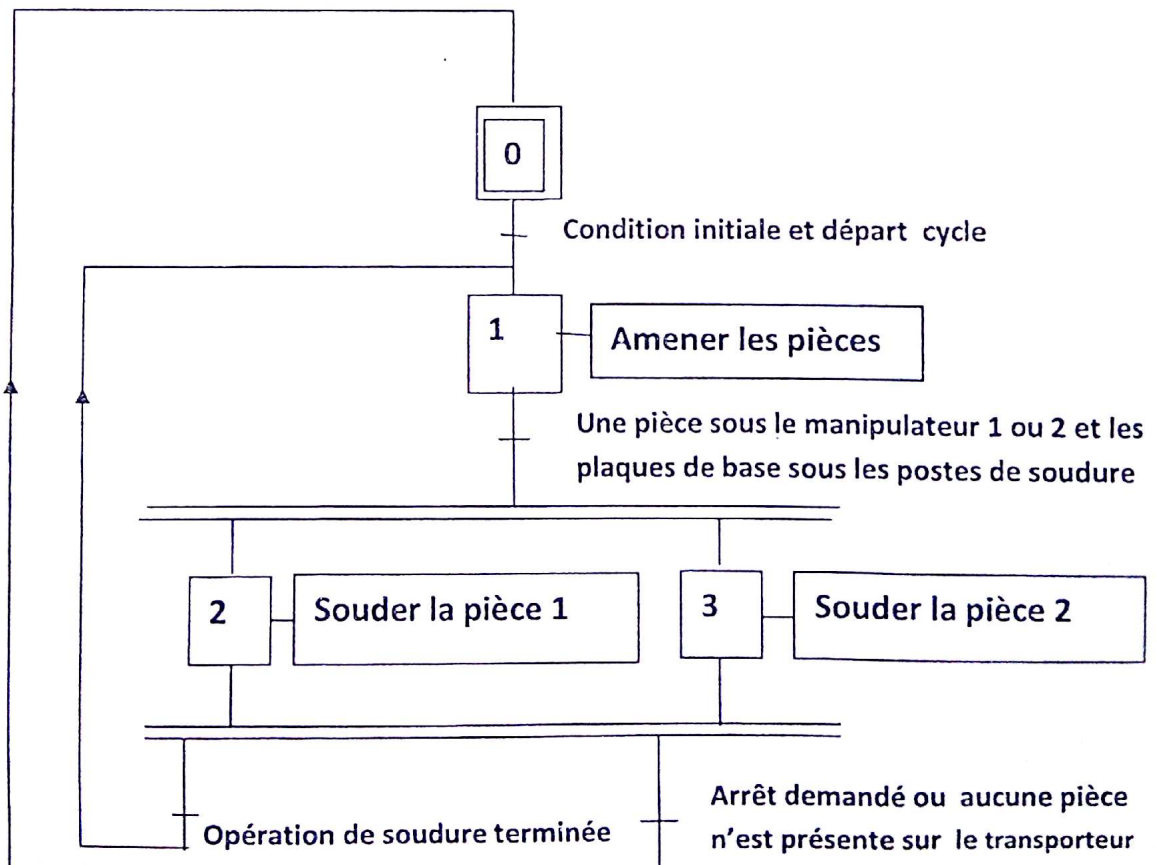 0
Condition initiale et départ cycle
1
Amener les pièces
Une pièce sous le manipulateur 1 ou 2 et les
plaques de base sous les postes de soudure
2
Souder la pièce 1
3
Souder la pièce 2
Opération de soudure terminée
Arrêt demandé ou aucune pièce
n'est présente sur le transporteur